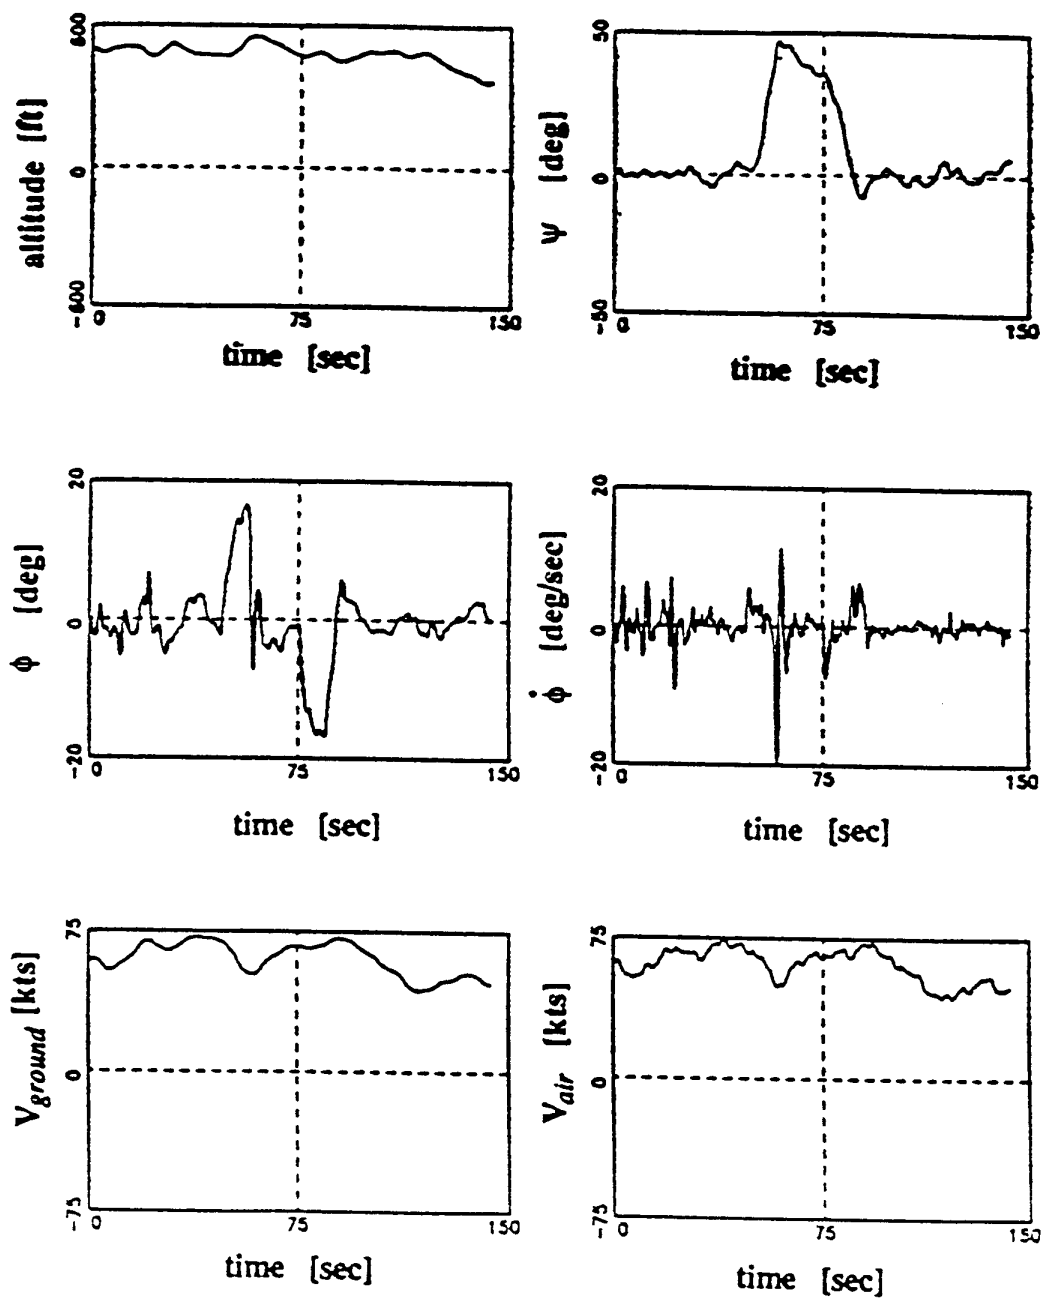 600
0
-600
altitude [ft]
0 75 150
time [sec]
50
0
-50
ψ [deg]
0 75 150
time [sec]
20
0
-20
ϕ [deg]
0 75 150
time [sec]
20
0
-20
ϕ̇ [deg/sec]
0 75 150
time [sec]
75
0
-75
Vground [kts]
0 75 150
time [sec]
75
0
-75
Vair [kts]
0 75 150
time [sec]